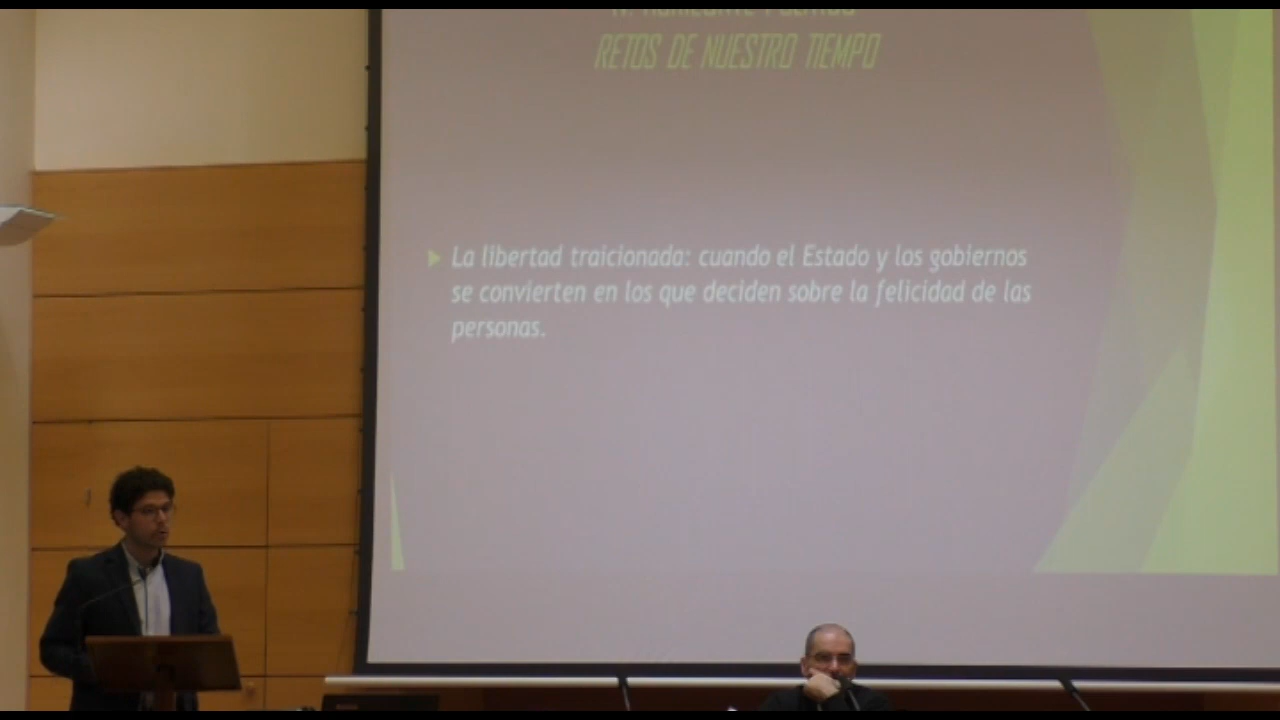 RETOS DE NUESTRO TIEMPO
La libertad traicionada: cuando el Estado y los gobiernos
se convierten en los que deciden sobre la felicidad de las
personas.